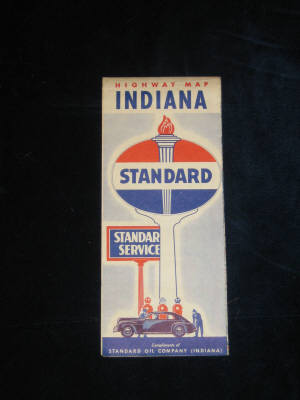 HIGHWAY MAP
INDIANA
STANDARD
STANDAR
SERVICE
Compliments of
STANDARD OIL COMPANY (INDIANA)